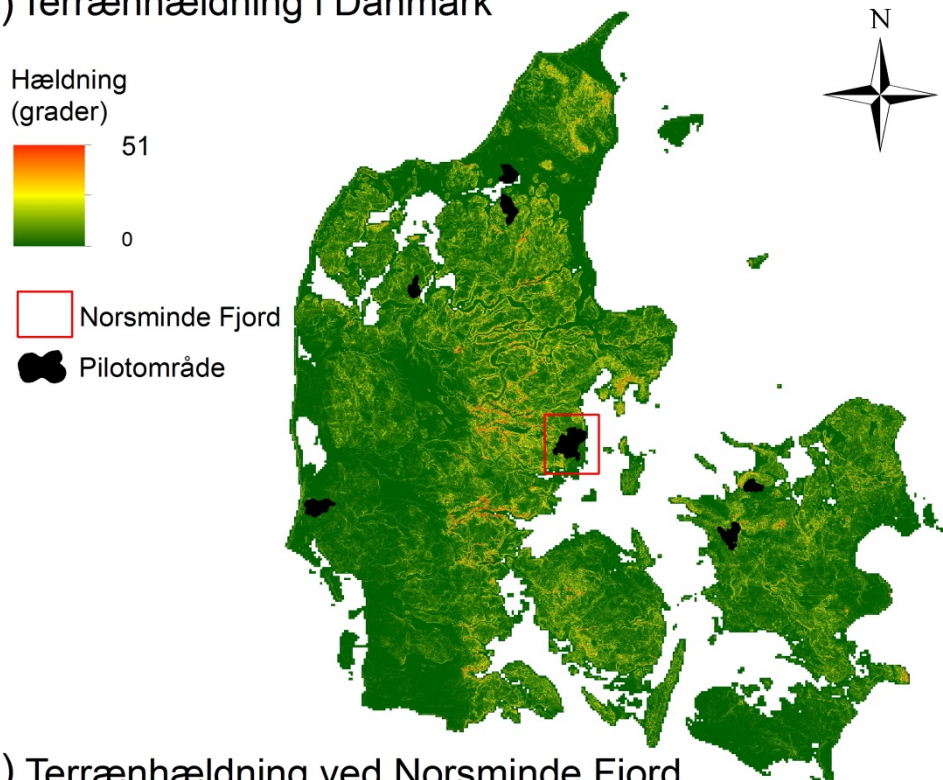 ) Terrænhældning i Danmark
N
Hældning
(grader)
51
0
Norsminde Fjord
Pilotområde
) Terrænhældning ved Norsminde Fjord